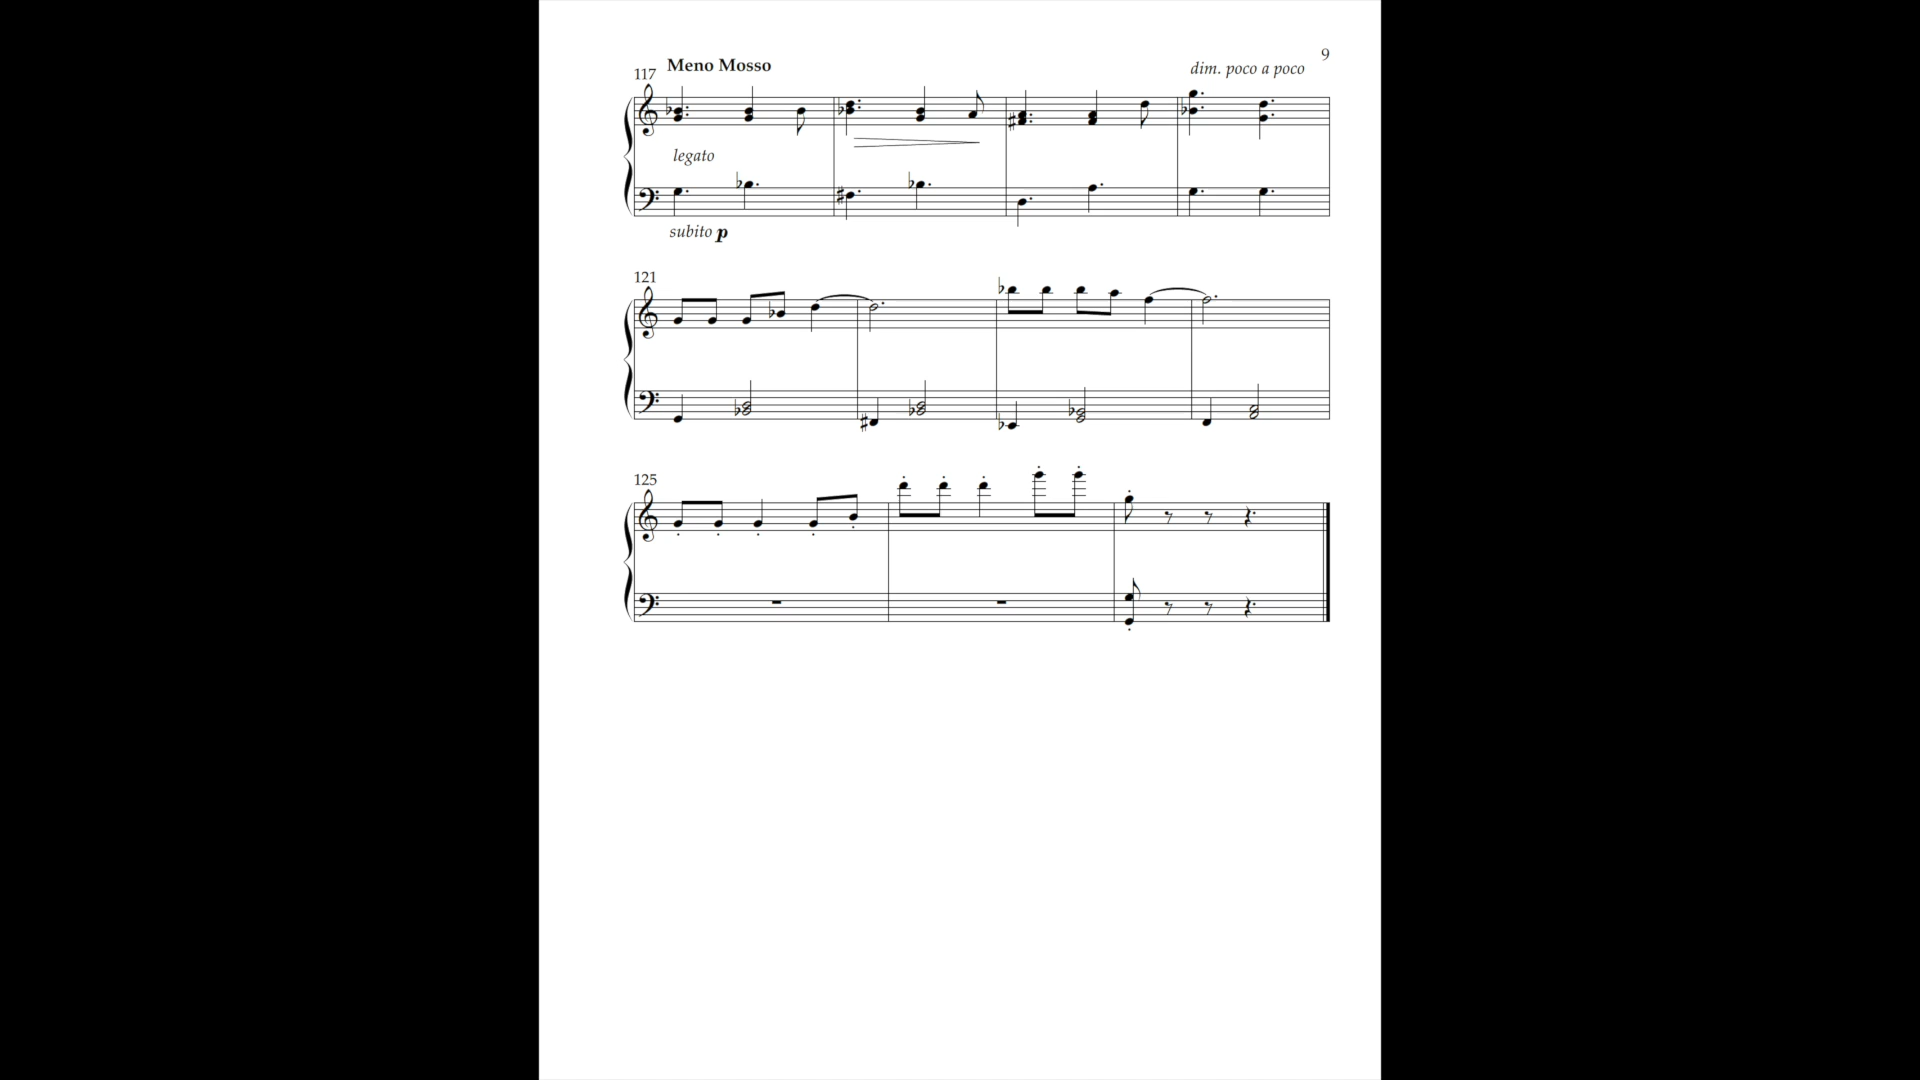 9
Meno Mosso
dim. poco a poco
117
legato
subito p
121
125